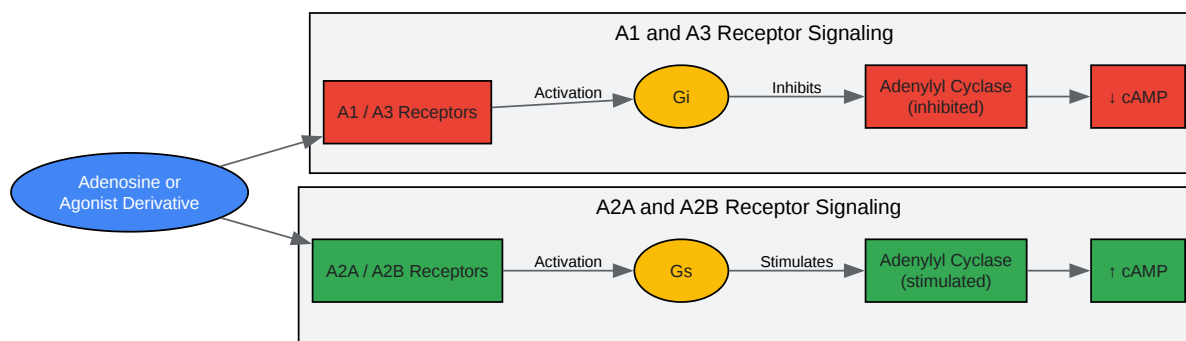 A1 and A3 Receptor Signaling
A1 / A3 Receptors
Activation
Gi
Inhibits
Adenylyl Cyclase
(inhibited)
↓ cAMP
Adenosine or
Agonist Derivative
A2A and A2B Receptor Signaling
A2A / A2B Receptors
Activation
Gs
Stimulates
Adenylyl Cyclase
(stimulated)
↑ cAMP